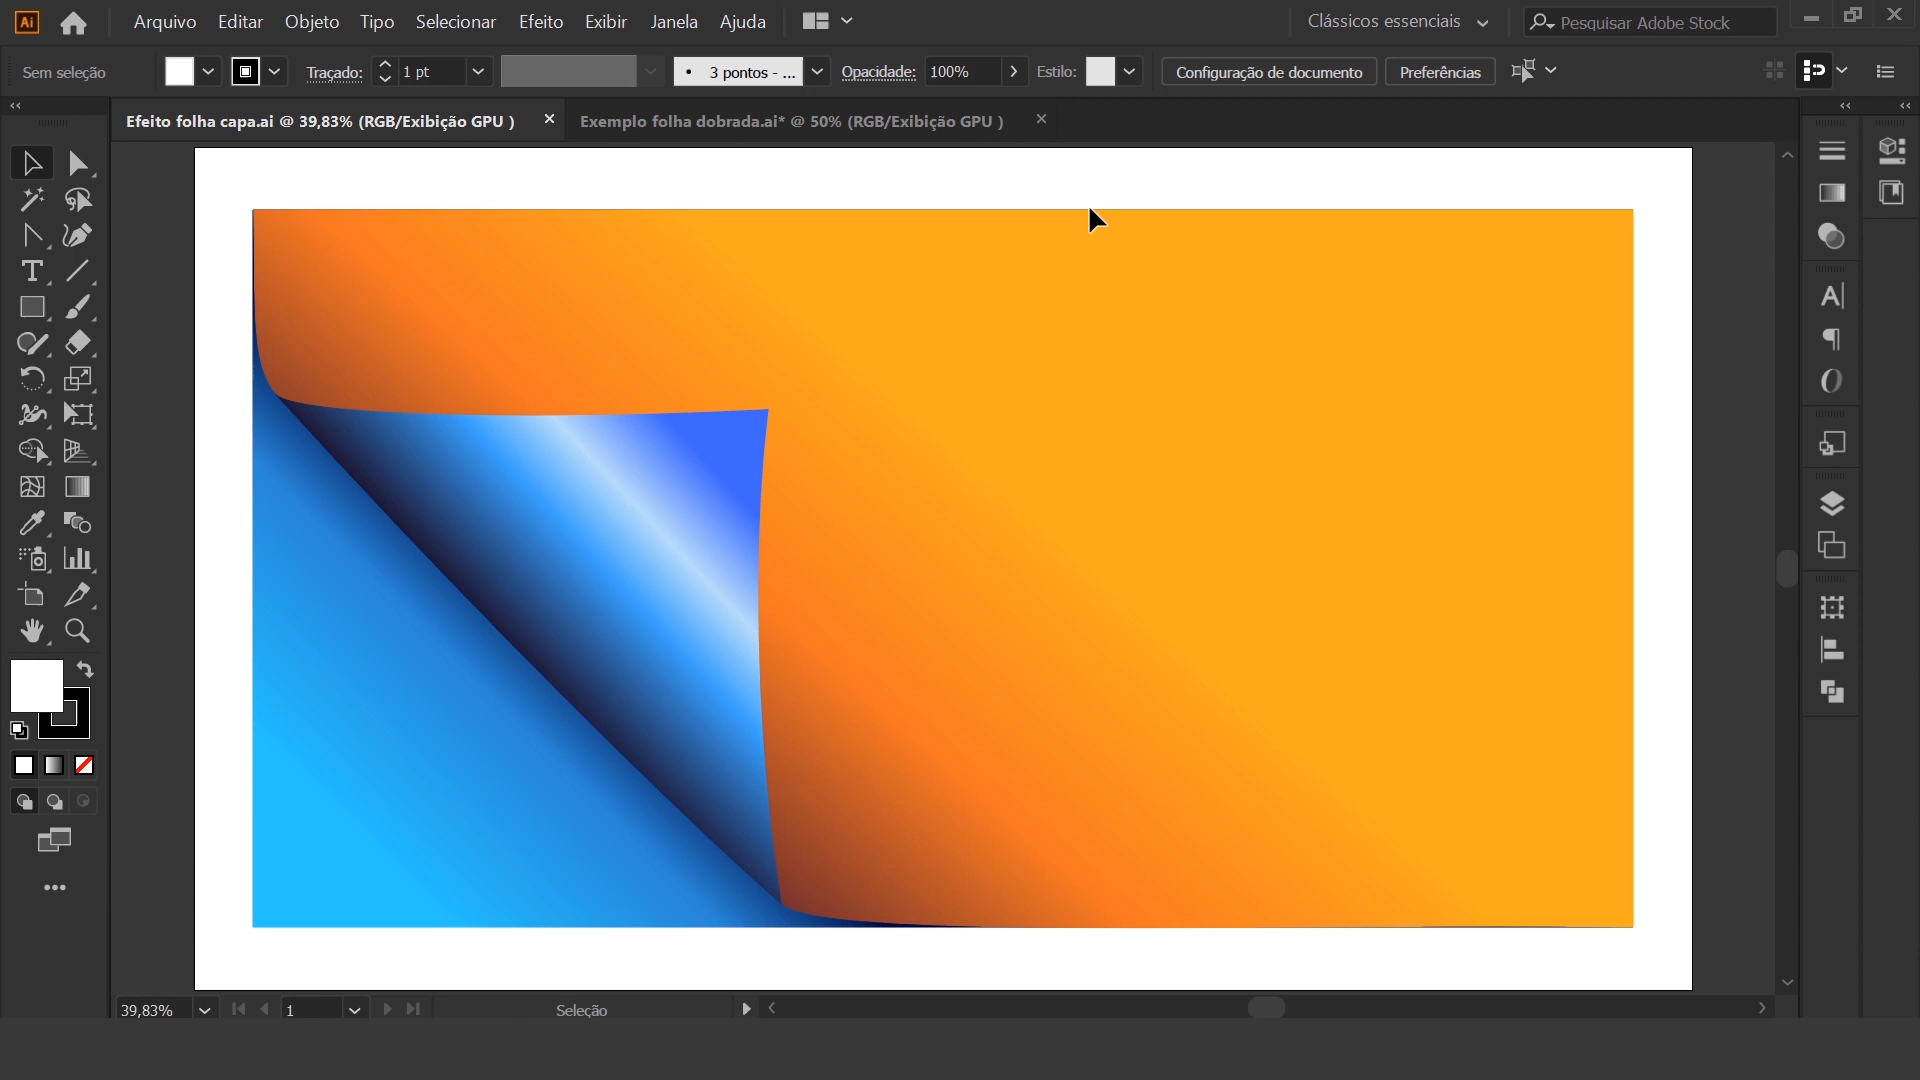 Ai Arquivo Editar Objeto Tipo Selecionar Efeito Exibir Janela Ajuda Clássicos essenciais Pesquisar Adobe Stock
Sem seleção Traçado: 1 pt 3 pontos - ... Opacidade: 100% Estilo: Configuração de documento Preferências
Efeito folha capa.ai @ 39,83% (RGB/Exibição GPU ) Exemplo folha dobrada.ai* @ 50% (RGB/Exibição GPU )
39,83% 1 Seleção